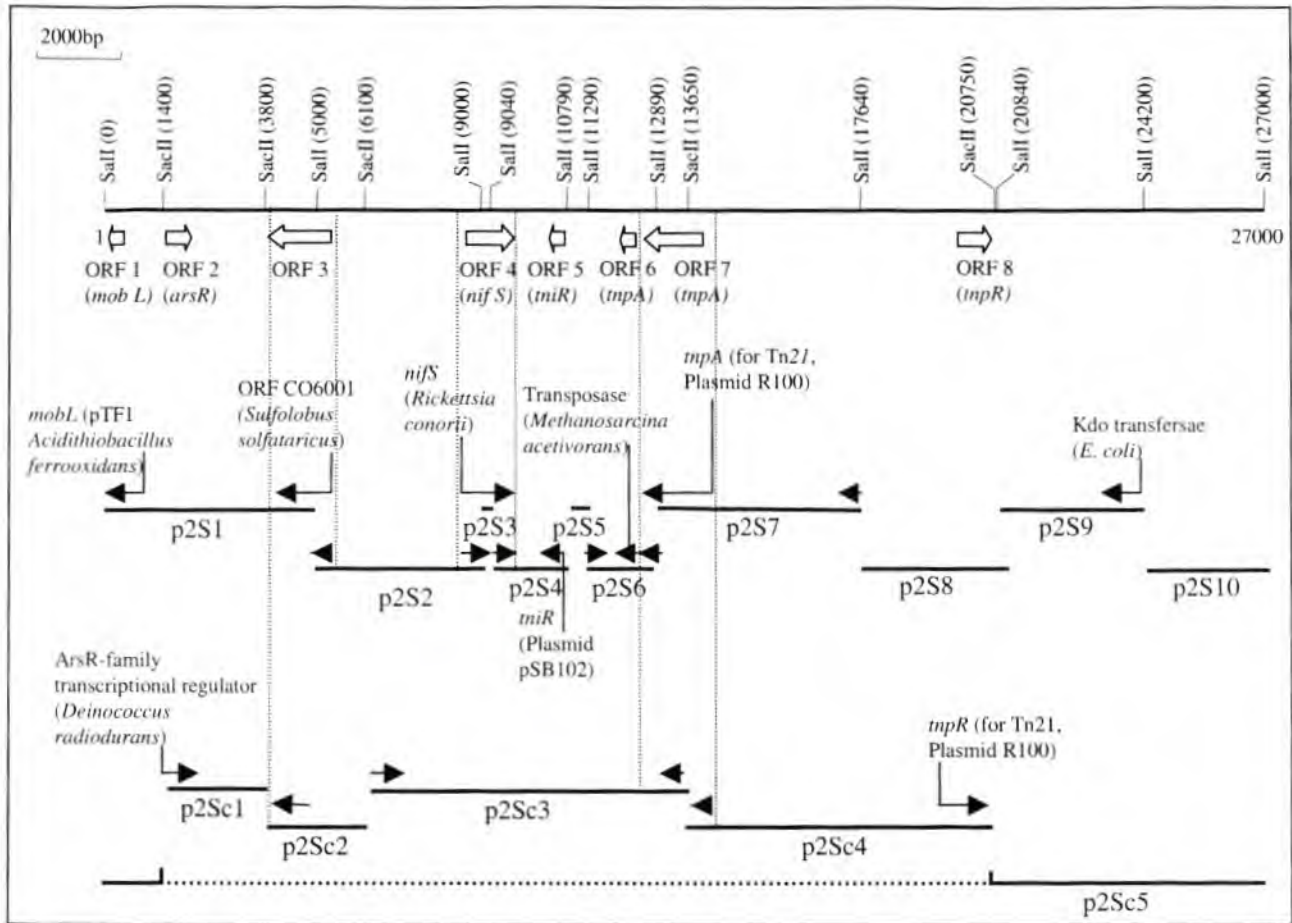 2000bp
SalI (0)
SacII (1400)
SacII (3800)
SalI (5000)
SacII (6100)
SalI (9000)
SalI (9040)
SalI (10790)
SalI (11290)
SalI (12890)
SacII (13650)
SalI (17640)
SacII (20750)
SalI (20840)
SalI (24200)
SalI (27000)
1
27000
ORF 1
(mob L)
ORF 2
(arsR)
ORF 3
ORF 4
(nif S)
ORF 5
(tniR)
ORF 6
(tnpA)
ORF 7
(tnpA)
ORF 8
(tnpR)
mobL (pTF1
Acidithiobacillus
ferrooxidans)
ORF CO6001
(Sulfolobus
solfataricus)
nifS
(Rickettsia
conorii)
Transposase
(Methanosarcina
acetivorans)
tnpA (for Tn21,
Plasmid R100)
Kdo transfersae
(E. coli)
p2S1
p2S3
p2S5
p2S7
p2S9
p2S2
p2S4
p2S6
p2S8
p2S10
tniR
(Plasmid
pSB102)
ArsR-family
transcriptional regulator
(Deinococcus
radiodurans)
tnpR (for Tn21,
Plasmid R100)
p2Sc1
p2Sc3
p2Sc2
p2Sc4
p2Sc5